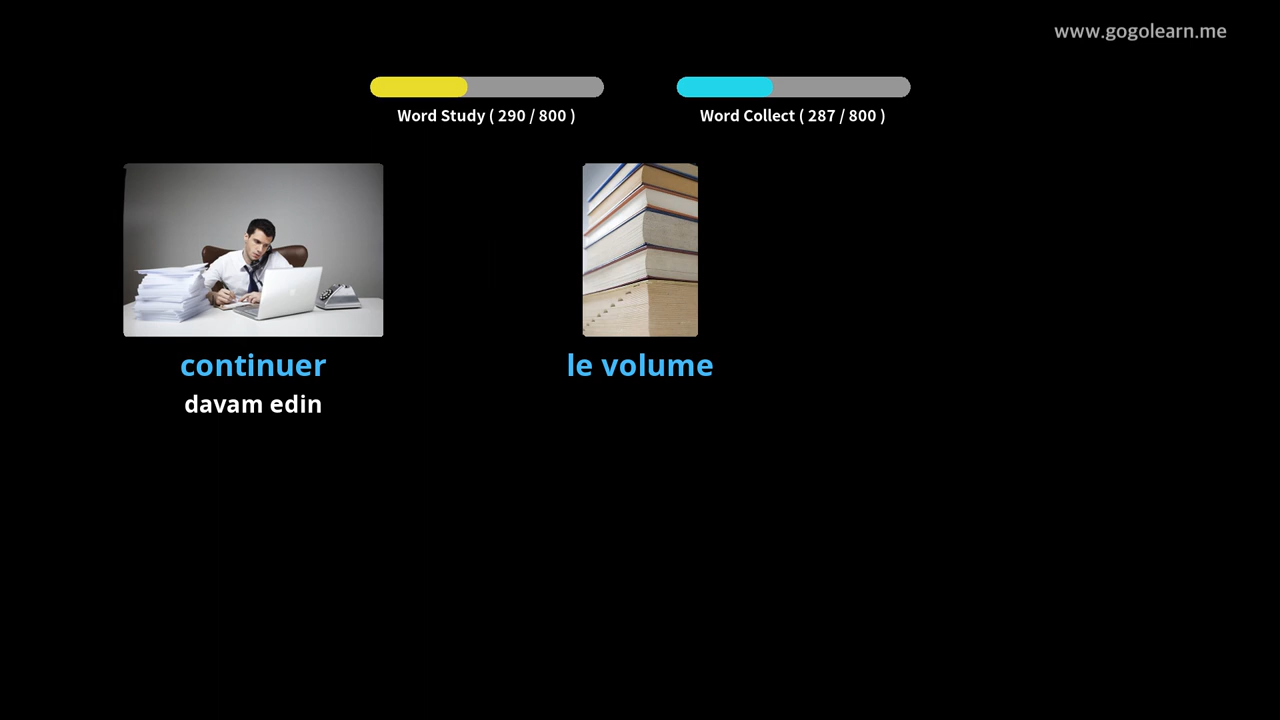 www.gogolearn.me
Word Study ( 290 / 800 )
Word Collect ( 287 / 800 )
continuer
davam edin
le volume